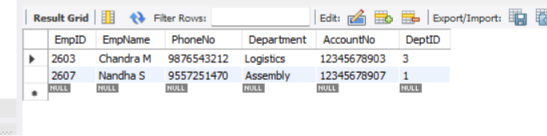 Result Grid Filter Rows: Edit: Export/Import:
EmpID EmpName PhoneNo Department AccountNo DeptID
2603 Chandra M 9876543212 Logistics 12345678903 3
2607 Nandha S 9557251470 Assembly 12345678907 1
NULL NULL NULL NULL NULL NULL